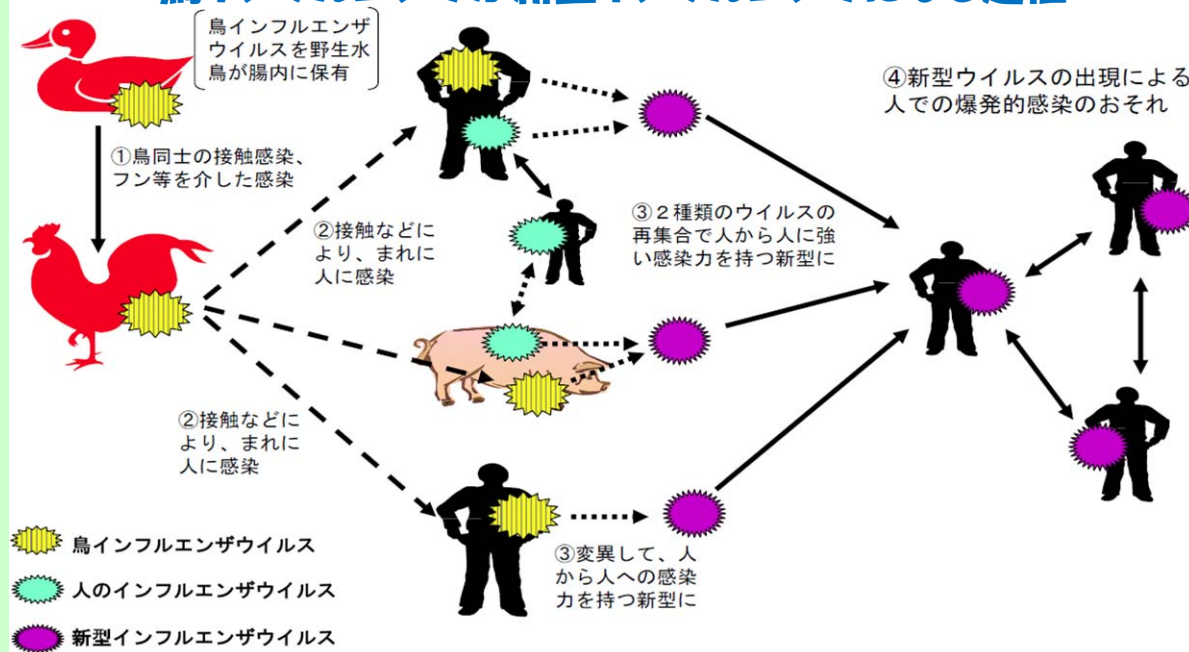 鳥インフルエンザ
ウイルスを野生水
鳥が腸内に保有
①鳥同士の接触感染、
フン等を介した感染
②接触などに
より、まれに
人に感染
③２種類のウイルスの
再集合で人から人に強
い感染力を持つ新型に
④新型ウイルスの出現による
人での爆発的感染のおそれ
②接触などに
より、まれに
人に感染
③変異して、人
から人への感染
力を持つ新型に
鳥インフルエンザウイルス
人のインフルエンザウイルス
新型インフルエンザウイルス